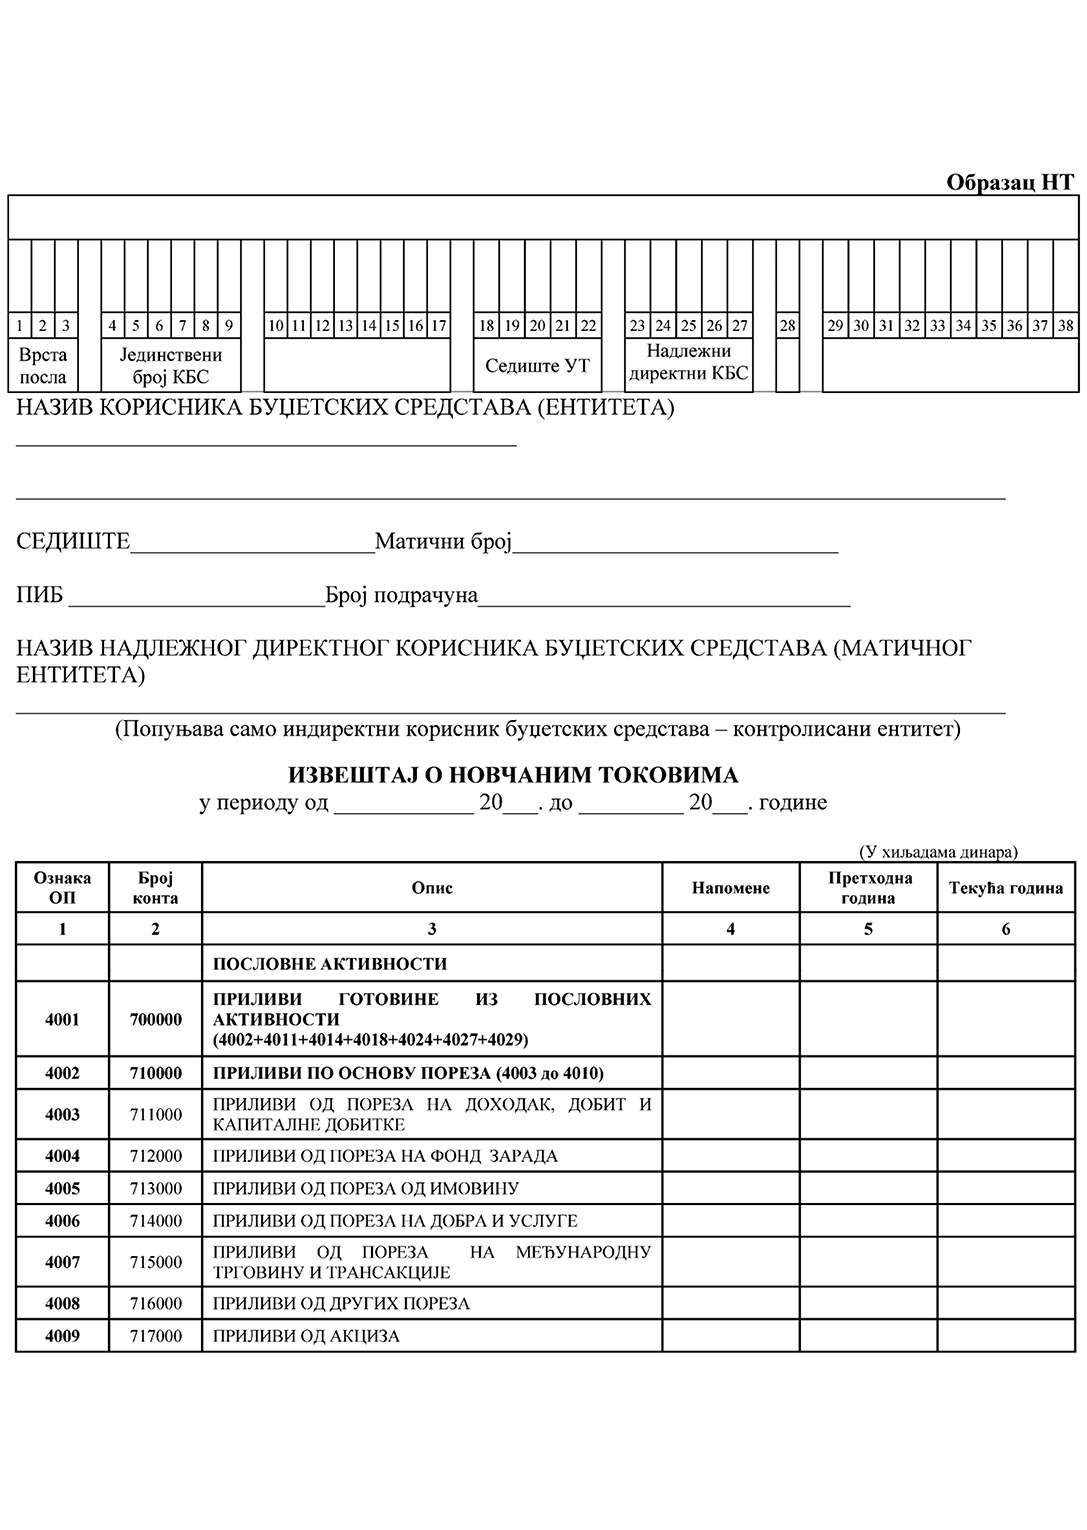 Образац НТ
1 2 3 4 5 6 7 8 9 10 11 12 13 14 15 16 17 18 19 20 21 22 23 24 25 26 27 28 29 30 31 32 33 34 35 36 37 38
Врста посла Јединствени број КБС Седиште УТ Надлежни директни КБС
НАЗИВ КОРИСНИКА БУЏЕТСКИХ СРЕДСТАВА (ЕНТИТЕТА)
СЕДИШТЕ____________________Матични број___________________________
ПИБ _____________________Број подрачуна_______________________________
НАЗИВ НАДЛЕЖНОГ ДИРЕКТНОГ КОРИСНИКА БУЏЕТСКИХ СРЕДСТАВА (МАТИЧНОГ
ЕНТИТЕТА)
(Попуњава само индиректни корисник буџетских средстава – контролисани ентитет)
ИЗВЕШТАЈ О НОВЧАНИМ ТОКОВИМА
у периоду од ____________ 20___. до _________ 20___. године
(У хиљадама динара)
Ознака ОП Број конта Опис Напомене Претходна година Текућа година
1 2 3 4 5 6
ПОСЛОВНЕ АКТИВНОСТИ
4001 700000 ПРИЛИВИ ГОТОВИНЕ ИЗ ПОСЛОВНИХ
АКТИВНОСТИ
(4002+4011+4014+4018+4024+4027+4029)
4002 710000 ПРИЛИВИ ПО ОСНОВУ ПОРЕЗА (4003 до 4010)
4003 711000 ПРИЛИВИ ОД ПОРЕЗА НА ДОХОДАК, ДОБИТ И
КАПИТАЛНЕ ДОБИТКЕ
4004 712000 ПРИЛИВИ ОД ПОРЕЗА НА ФОНД ЗАРАДА
4005 713000 ПРИЛИВИ ОД ПОРЕЗА ОД ИМОВИНУ
4006 714000 ПРИЛИВИ ОД ПОРЕЗА НА ДОБРА И УСЛУГЕ
4007 715000 ПРИЛИВИ ОД ПОРЕЗА НА МЕЂУНАРОДНУ
ТРГОВИНУ И ТРАНСАКЦИЈЕ
4008 716000 ПРИЛИВИ ОД ДРУГИХ ПОРЕЗА
4009 717000 ПРИЛИВИ ОД АКЦИЗА